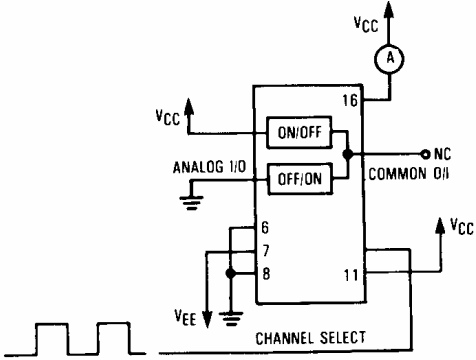 VCC
A
16
VCC
ON/OFF
NC
ANALOG I/O
OFF/ON
COMMON O/I
6
VCC
7
8
11
VEE
CHANNEL SELECT